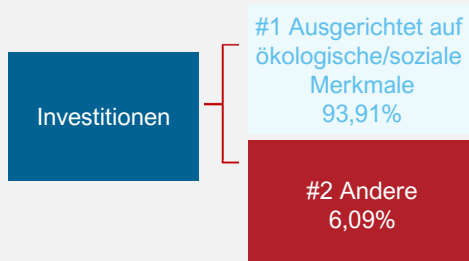 #1 Ausgerichtet auf
ökologische/soziale
Merkmale
93,91%
Investitionen
#2 Andere
6,09%